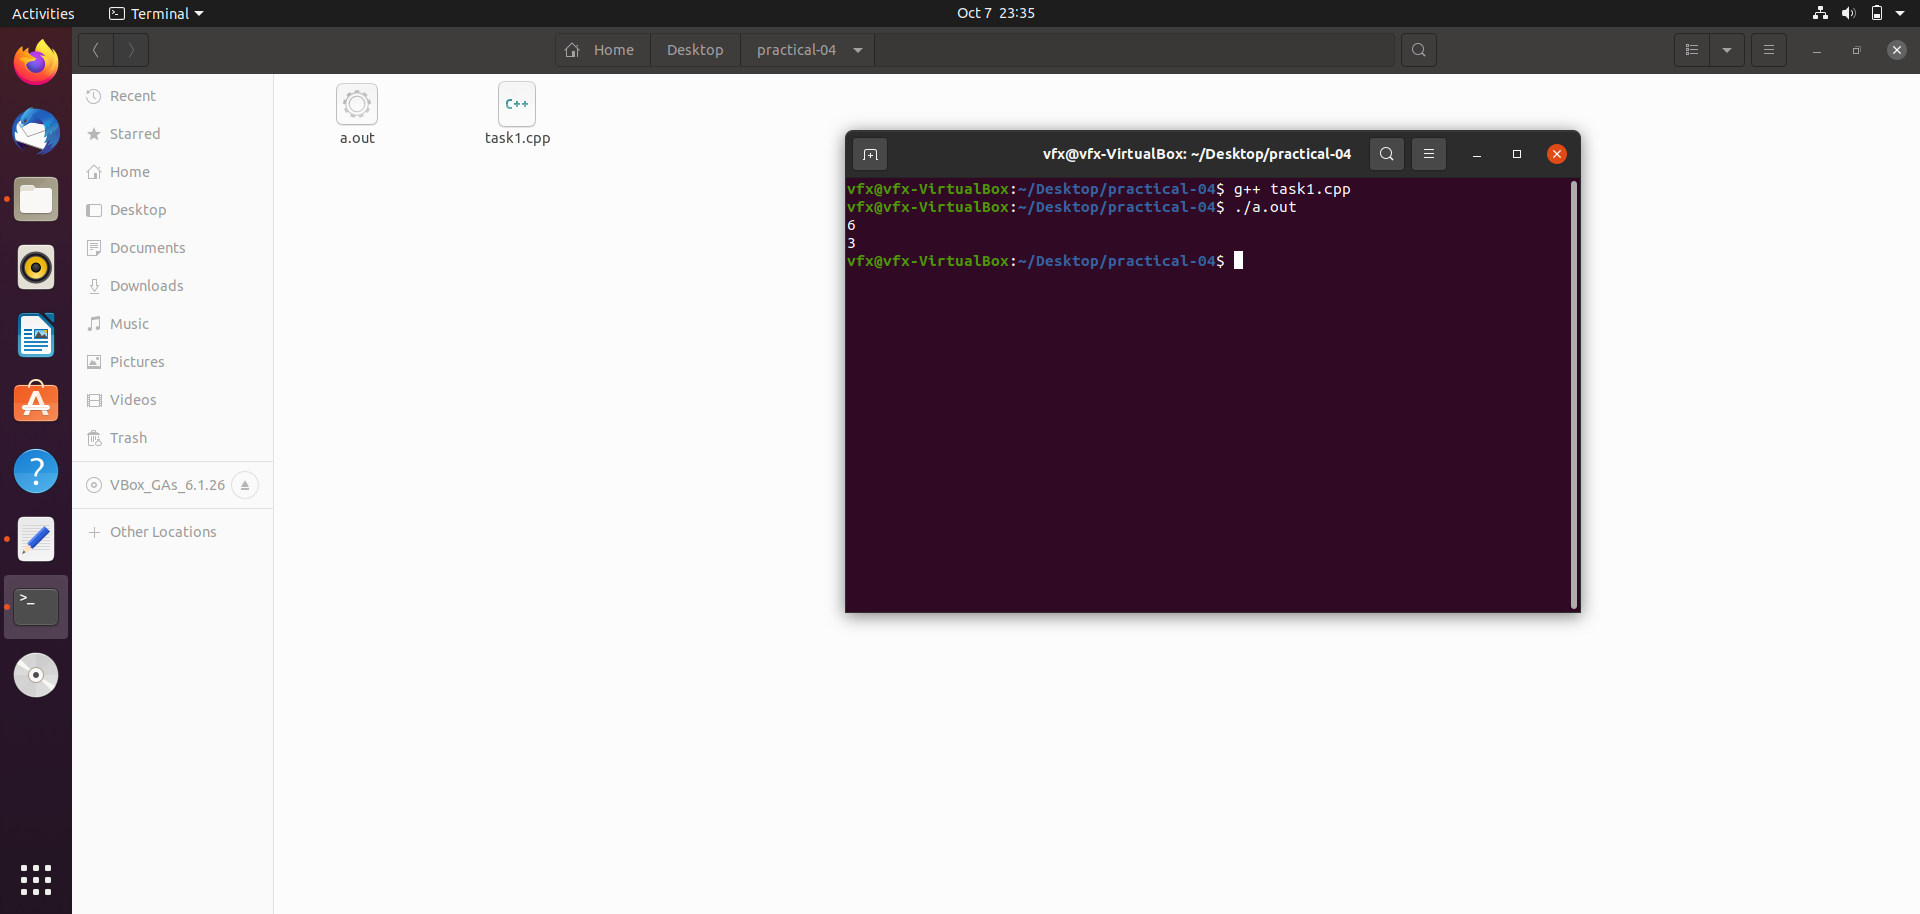 Activities
Terminal
Oct 7 23:35
Home
Desktop
practical-04
Recent
Starred
Home
Desktop
Documents
Downloads
Music
Pictures
Videos
Trash
VBox_GAs_6.1.26
Other Locations
a.out
C++
task1.cpp
vfx@vfx-VirtualBox: ~/Desktop/practical-04
vfx@vfx-VirtualBox:~/Desktop/practical-04$ g++ task1.cpp
vfx@vfx-VirtualBox:~/Desktop/practical-04$ ./a.out
6
3
vfx@vfx-VirtualBox:~/Desktop/practical-04$